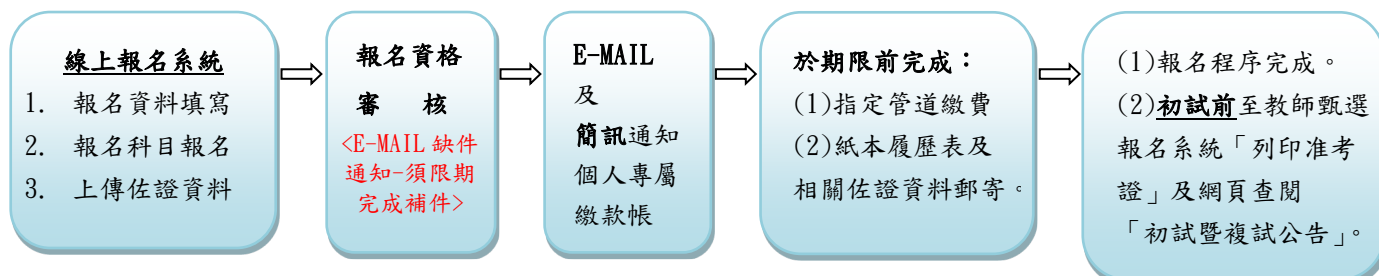 線上報名系統
1. 報名資料填寫
2. 報名科目報名
3. 上傳佐證資料
報名資格
審 核
<E-MAIL 缺件
通知-須限期
完成補件>
E-MAIL
及
簡訊通知
個人專屬
繳款帳
於期限前完成：
(1)指定管道繳費
(2)紙本履歷表及
相關佐證資料郵寄。
(1)報名程序完成。
(2)初試前至教師甄選
報名系統「列印准考
證」及網頁查閱
「初試暨複試公告」。